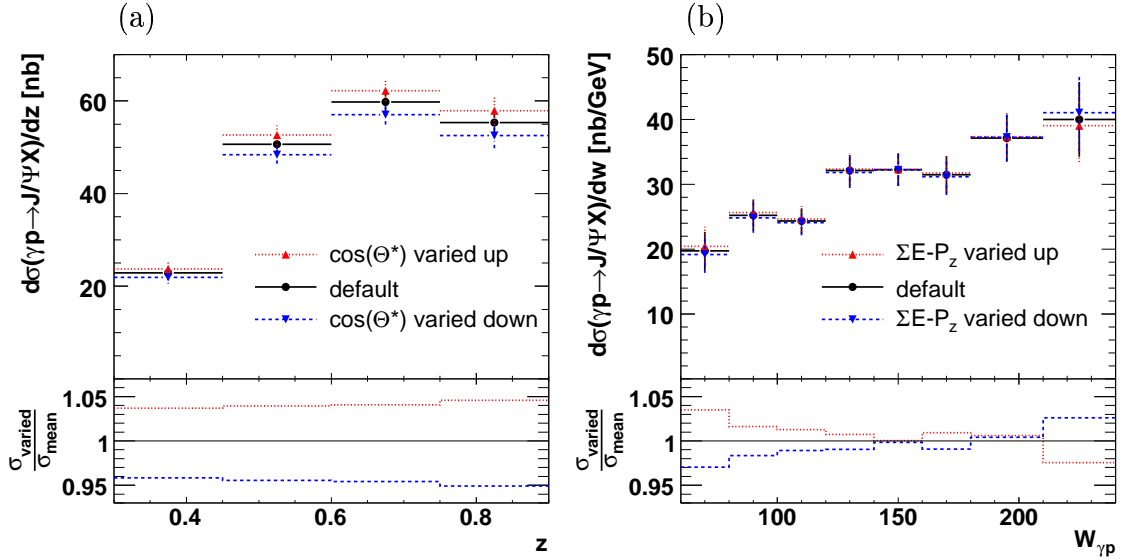 (a)
dσ(γp→J/ΨX)/dz [nb]
60
40
20
cos(Θ*) varied up
default
cos(Θ*) varied down
σvaried
σmean
1.05
1
0.95
0.4
0.6
0.8
z
(b)
dσ(γp→J/ΨX)/dw [nb/GeV]
50
40
30
20
10
ΣE-Pz varied up
default
ΣE-Pz varied down
σvaried
σmean
1.05
1
0.95
100
150
200
Wγp